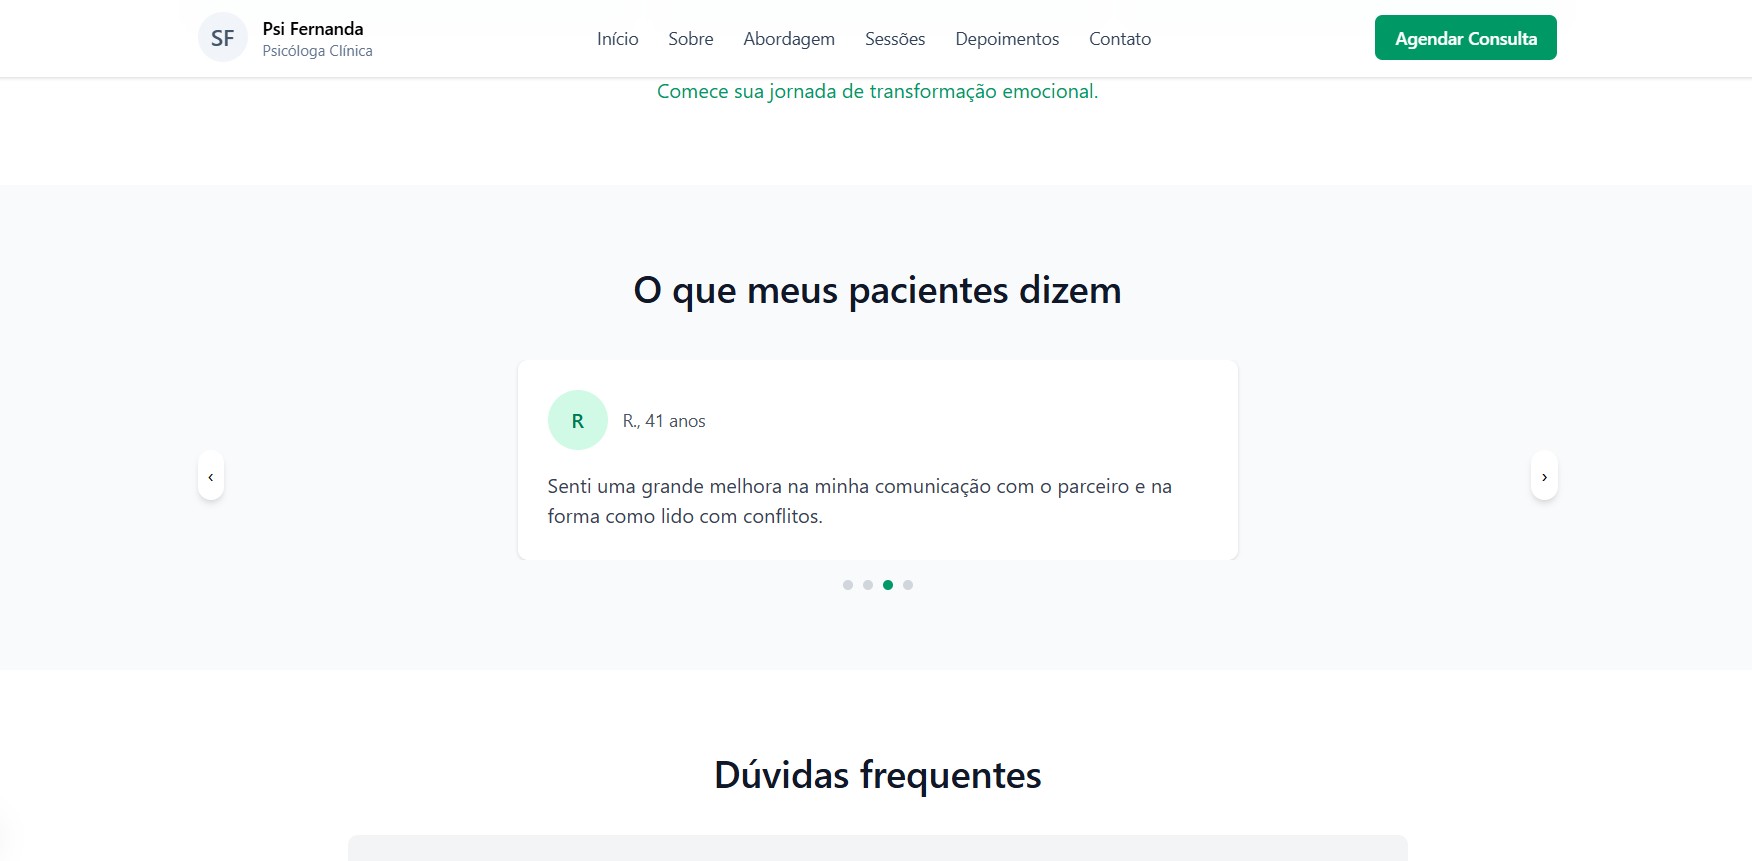 SF
Psi Fernanda
Psicóloga Clínica
Início
Sobre
Abordagem
Sessões
Depoimentos
Contato
Agendar Consulta
Comece sua jornada de transformação emocional.
O que meus pacientes dizem
R
R., 41 anos
Senti uma grande melhora na minha comunicação com o parceiro e na
forma como lido com conflitos.
‹
›
Dúvidas frequentes